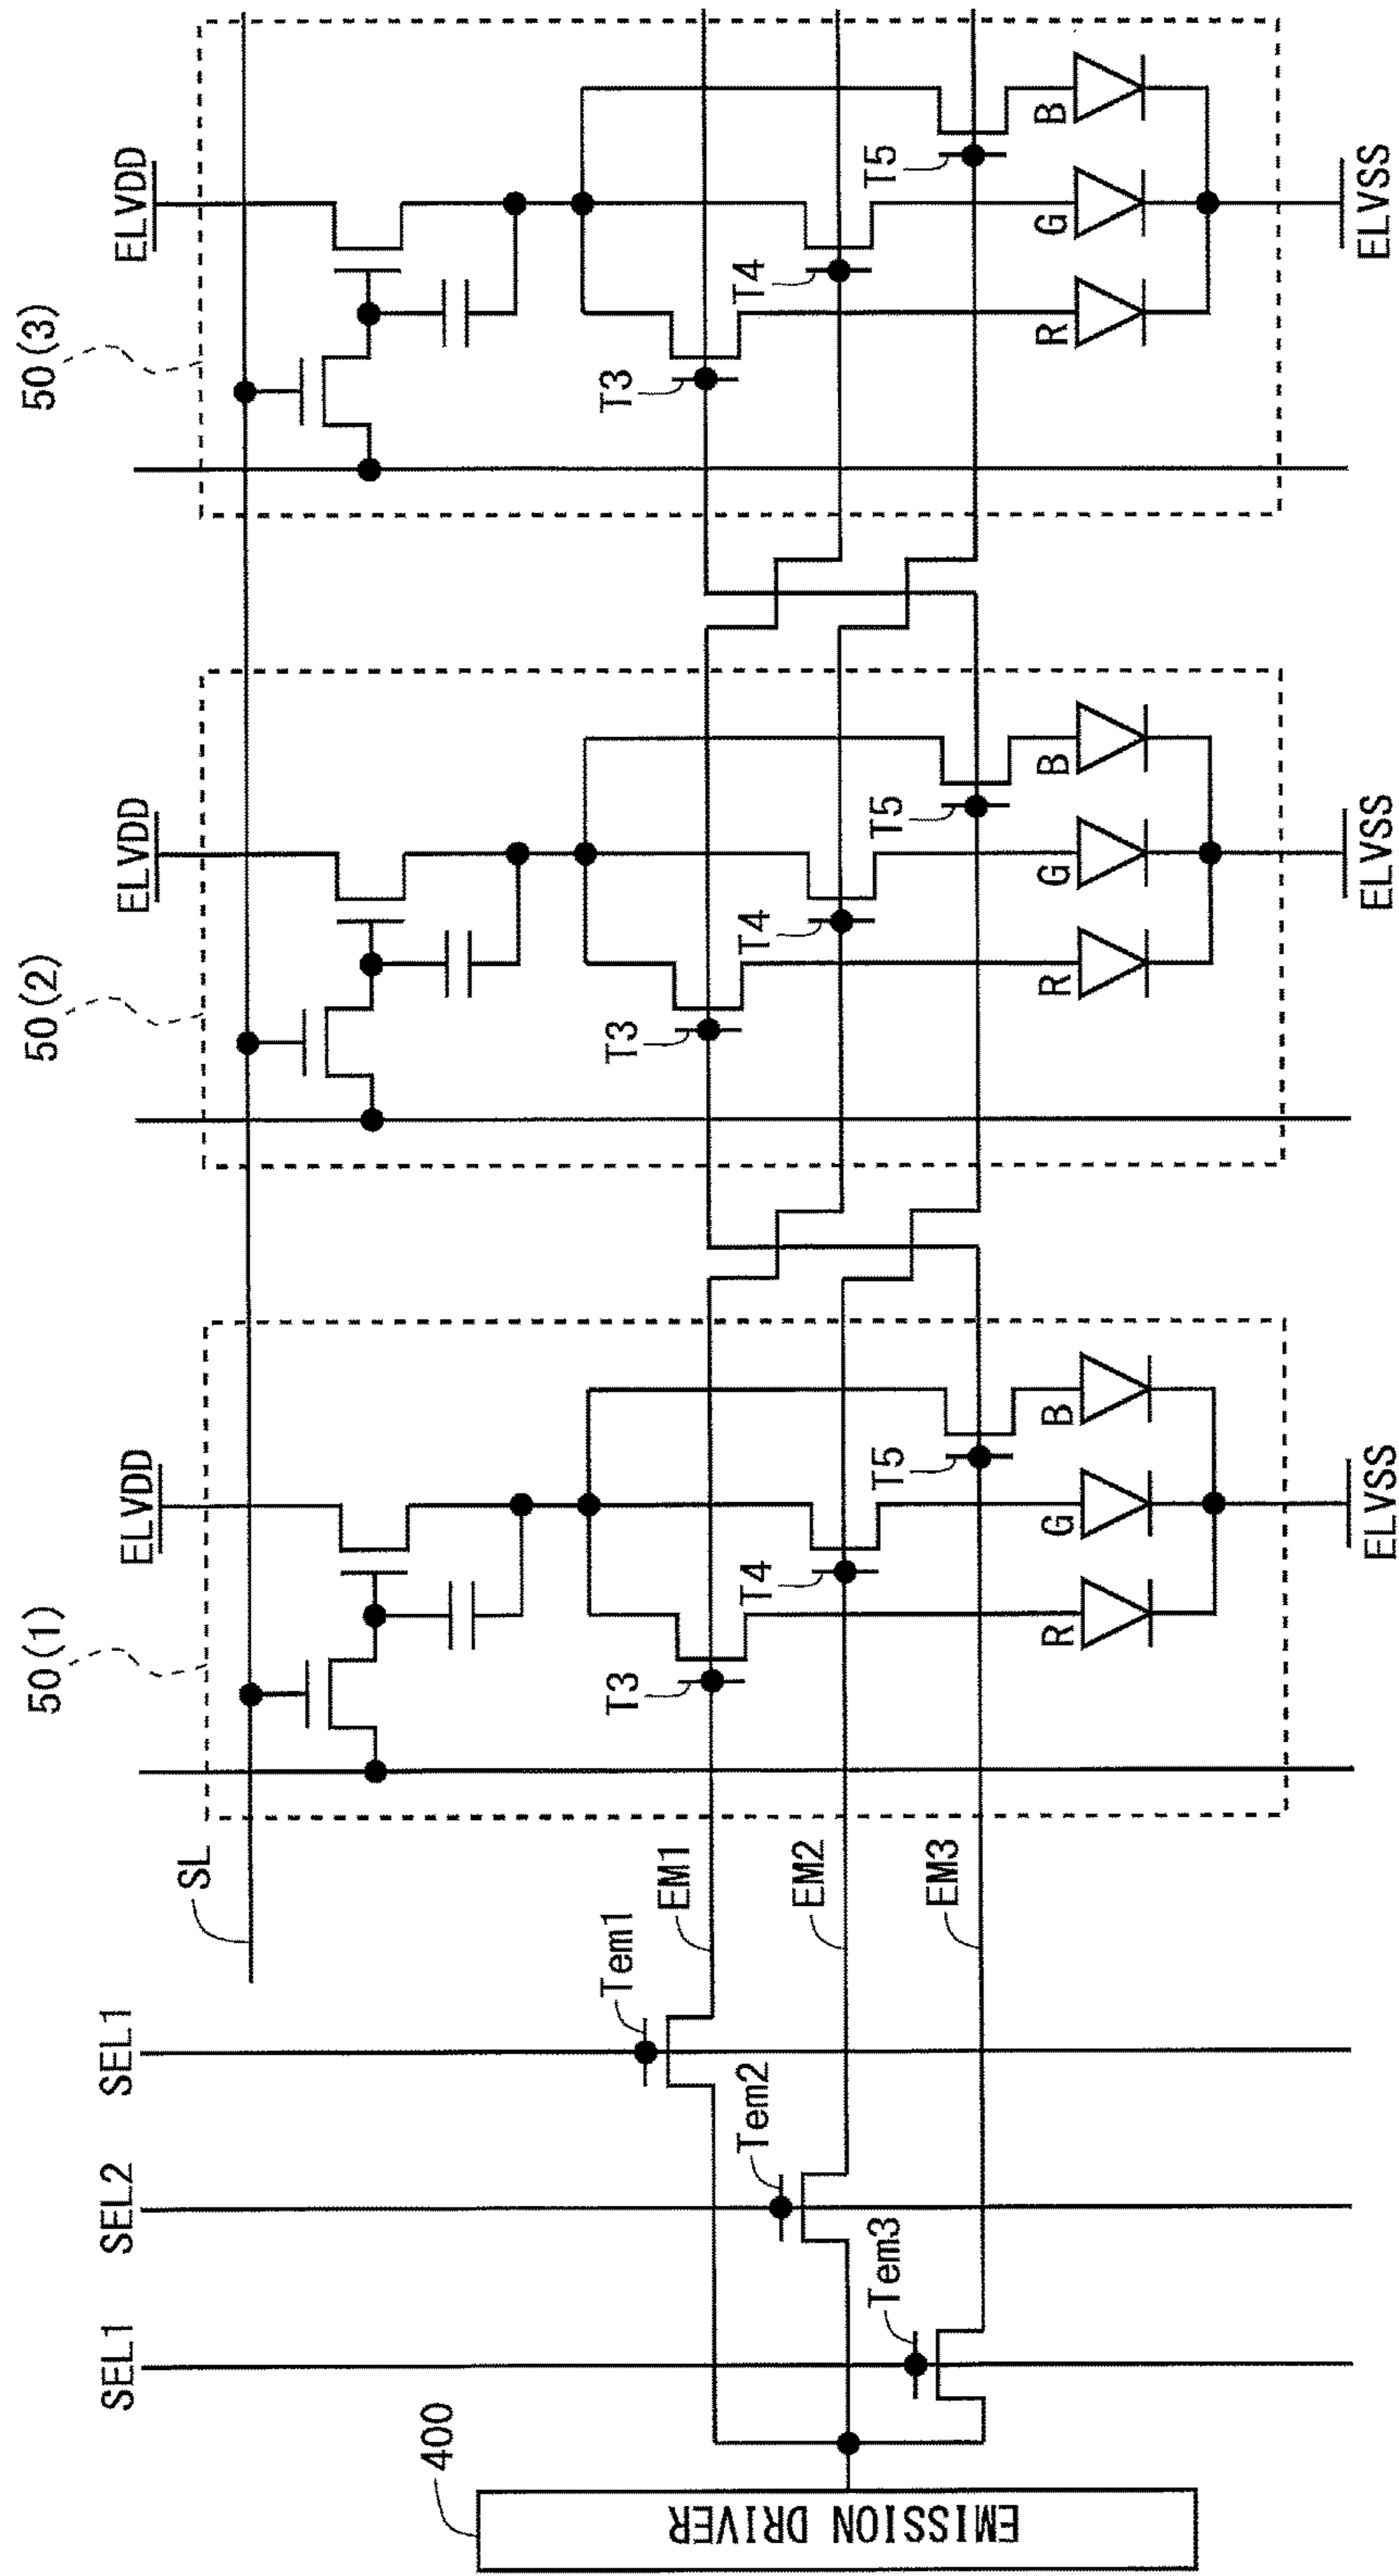 50(1)
50(2)
50(3)
SEL1
SEL2
SEL1
ELVDD
ELVDD
ELVDD
SL
400
EMISSION DRIVER
Tem1
Tem2
Tem3
EM1
EM2
EM3
T3
T4
T5
R
G
B
T3
T4
T5
R
G
B
T3
T4
T5
R
G
B
ELVSS
ELVSS
ELVSS